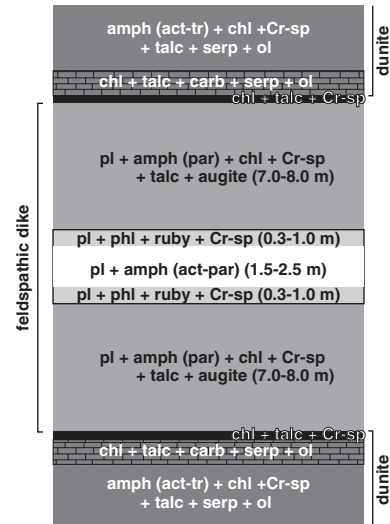 amph (act-tr) + chl +Cr-sp
+ talc + serp + ol
chl + talc + carb + serp + ol
chl + talc + Cr-sp
dunite
pl + amph (par) + chl + Cr-sp
+ talc + augite (7.0-8.0 m)
pl + phl + ruby + Cr-sp (0.3-1.0 m)
pl + amph (act-par) (1.5-2.5 m)
pl + phl + ruby + Cr-sp (0.3-1.0 m)
feldspathic dike
pl + amph (par) + chl + Cr-sp
+ talc + augite (7.0-8.0 m)
chl + talc + Cr-sp
chl + talc + carb + serp + ol
amph (act-tr) + chl +Cr-sp
+ talc + serp + ol
dunite